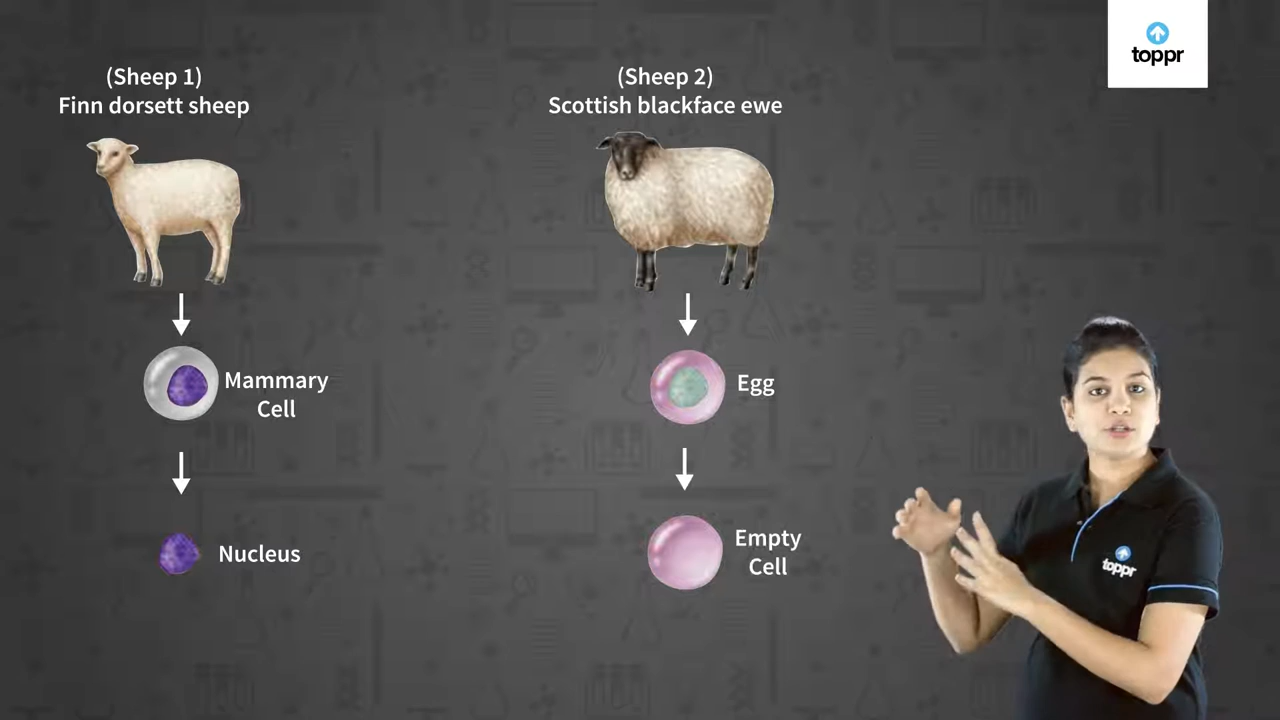 toppr
(Sheep 1)
Finn dorsett sheep
(Sheep 2)
Scottish blackface ewe
Mammary
Cell
Egg
Nucleus
Empty
Cell
toppr